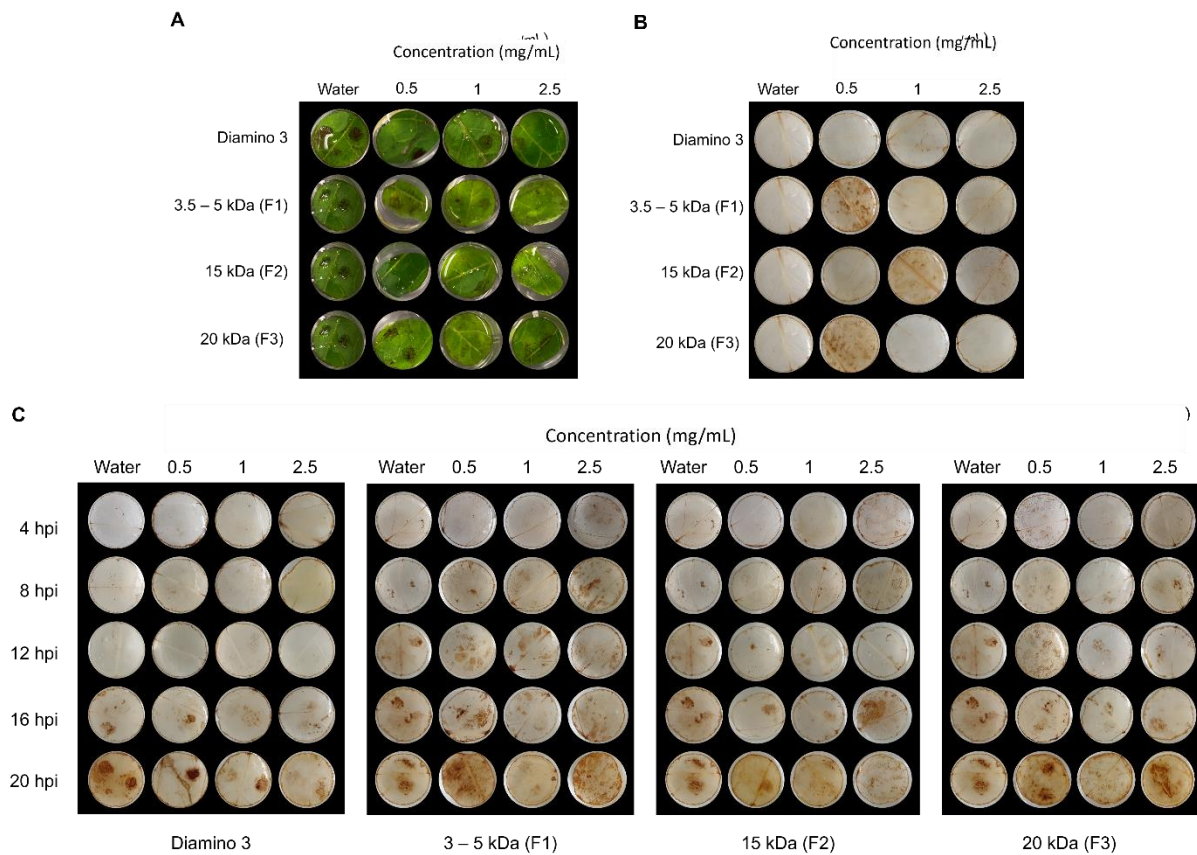 A
Concentration (mg/mL)
Water 0.5 1 2.5
Diamino 3
3.5 – 5 kDa (F1)
15 kDa (F2)
20 kDa (F3)
B
Concentration (mg/mL)
Water 0.5 1 2.5
Diamino 3
3.5 – 5 kDa (F1)
15 kDa (F2)
20 kDa (F3)
C
)
Concentration (mg/mL)
Water 0.5 1 2.5 Water 0.5 1 2.5 Water 0.5 1 2.5 Water 0.5 1 2.5
4 hpi
8 hpi
12 hpi
16 hpi
20 hpi
Diamino 3 3 – 5 kDa (F1) 15 kDa (F2) 20 kDa (F3)